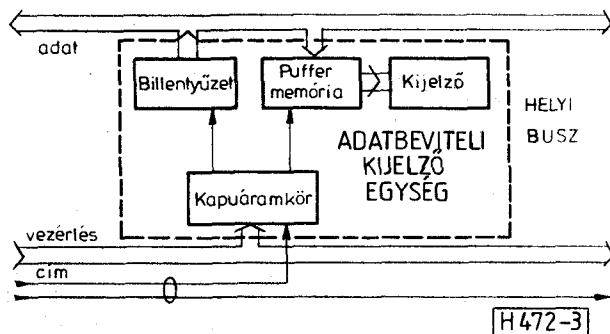 adat
Billentyűzet
Puffer
memória
Kijelző
HELYI
BUSZ
ADATBEVITELI
KIJELZŐ
EGYSÉG
Kapuáramkör
vezérlés
cím
H472-3